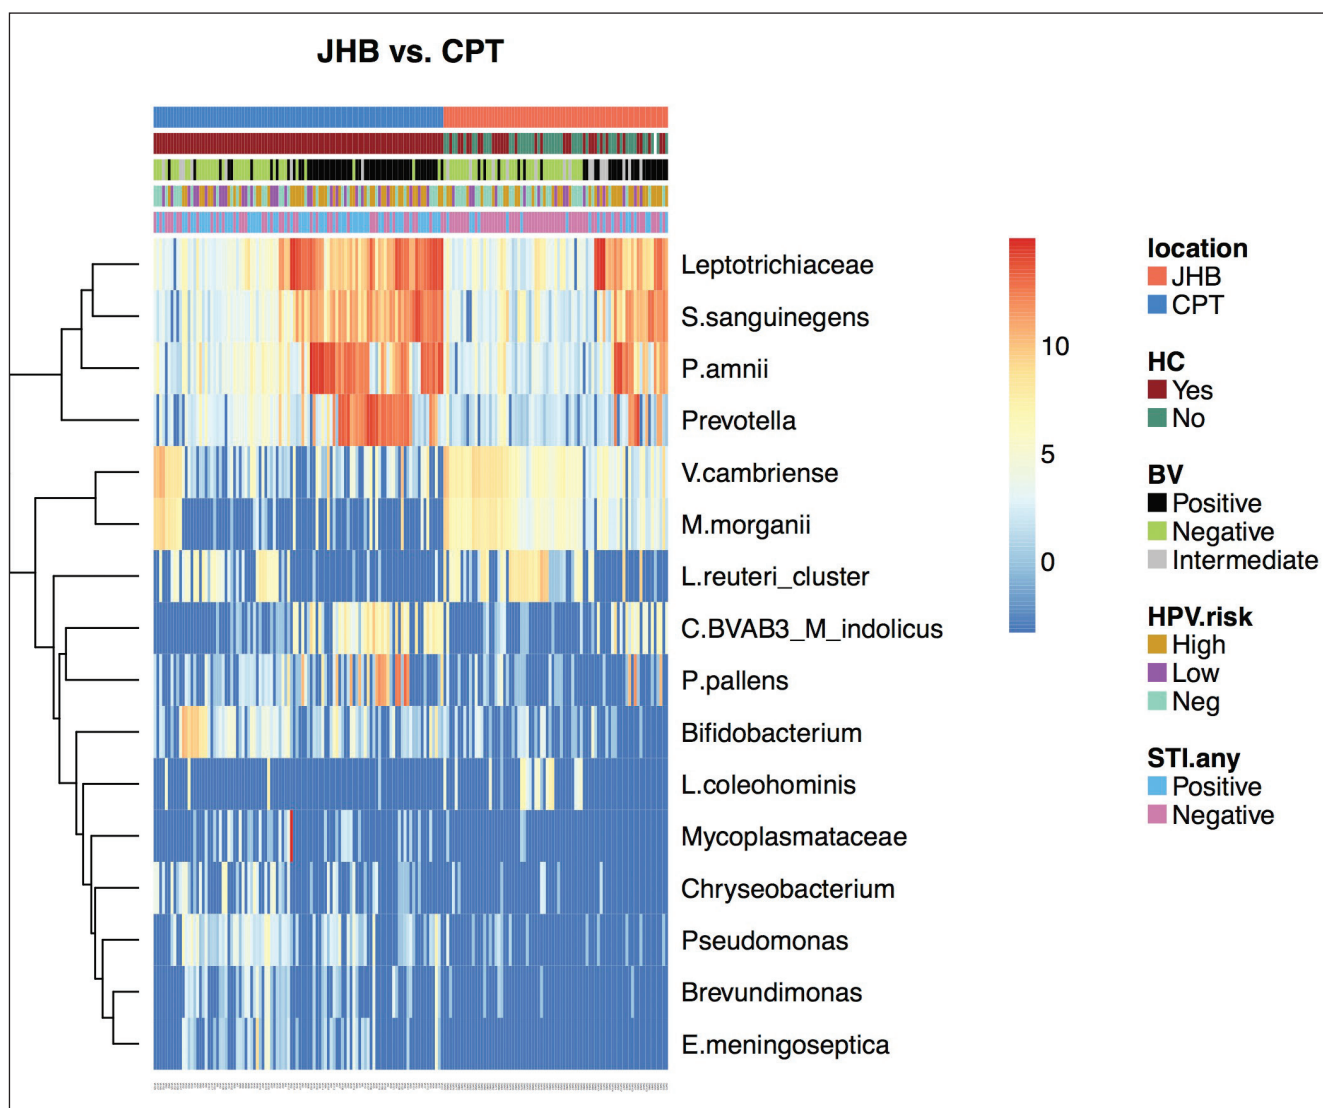 JHB vs. CPT
Leptotrichiaceae
S.sanguinegens
P.amnii
Prevotella
V.cambriense
M.morganii
L.reuteri_cluster
C.BVAB3_M_indolicus
P.pallens
Bifidobacterium
L.coleohominis
Mycoplasmataceae
Chryseobacterium
Pseudomonas
Brevundimonas
E.meningoseptica
10
5
0
location
JHB
CPT
HC
Yes
No
BV
Positive
Negative
Intermediate
HPV.risk
High
Low
Neg
STI.any
Positive
Negative